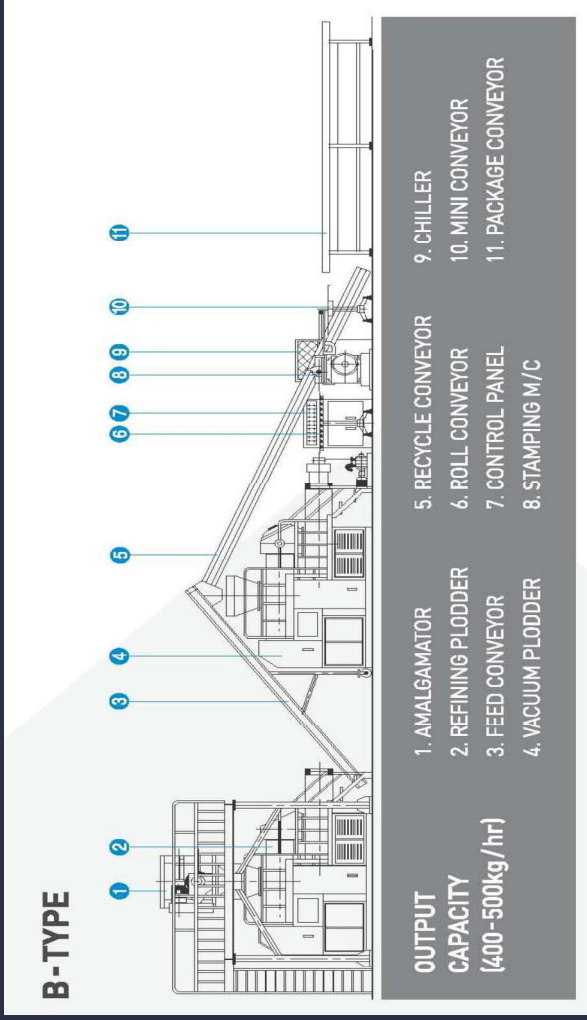 B-TYPE
1
2
3
4
5
6
7
8
9
10
11
OUTPUT
CAPACITY
(400-500kg/hr)
1. AMALGAMATOR
2. REFINING PLODDER
3. FEED CONVEYOR
4. VACUUM PLODDER
5. RECYCLE CONVEYOR
6. ROLL CONVEYOR
7. CONTROL PANEL
8. STAMPING M/C
9. CHILLER
10. MINI CONVEYOR
11. PACKAGE CONVEYOR